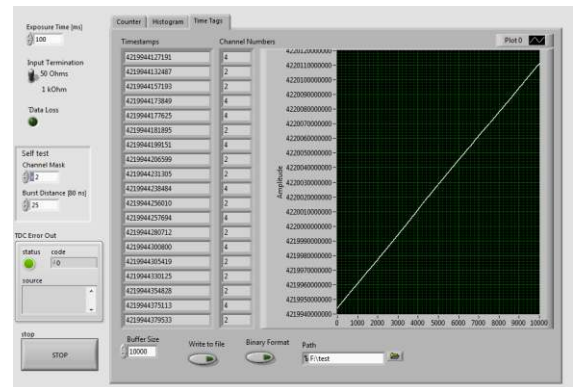 Exposure Time [ms]
100
Input Termination
50 Ohms
1 kOhm
Data Loss
Self test
Channel Mask
2
Burst Distance [80 ns]
25
TDC Error Out
status code
0
source
stop
STOP
Counter Histogram Time Tags
Timestamps Channel Numbers
4219944127191 4
4219944132487 2
4219944157193 2
4219944173849 4
4219944177625 4
4219944181895 2
4219944199151 4
4219944206599 2
4219944231305 2
4219944238484 4
4219944256010 2
4219944257694 4
4219944280712 2
4219944300800 4
4219944305419 2
4219944330125 2
4219944354828 2
4219944375113 4
4219944379533 2
Plot 0
Amplitude
4220120000000
4220110000000
4220100000000
4220090000000
4220080000000
4220070000000
4220060000000
4220050000000
4220040000000
4220030000000
4220020000000
4220010000000
4220000000000
4219990000000
4219980000000
4219970000000
4219960000000
4219950000000
4219940000000
0 1000 2000 3000 4000 5000 6000 7000 8000 9000 10000
Buffer Size
10000
Write to file
Binary Format
Path
F:\test